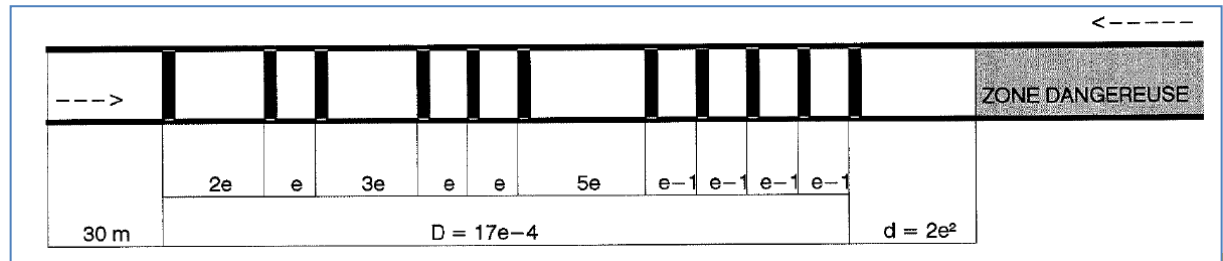 <-----
---->
ZONE DANGEREUSE
2e e 3e e e 5e e-1 e-1 e-1 e-1
30 m D = 17e-4 d = 2e²